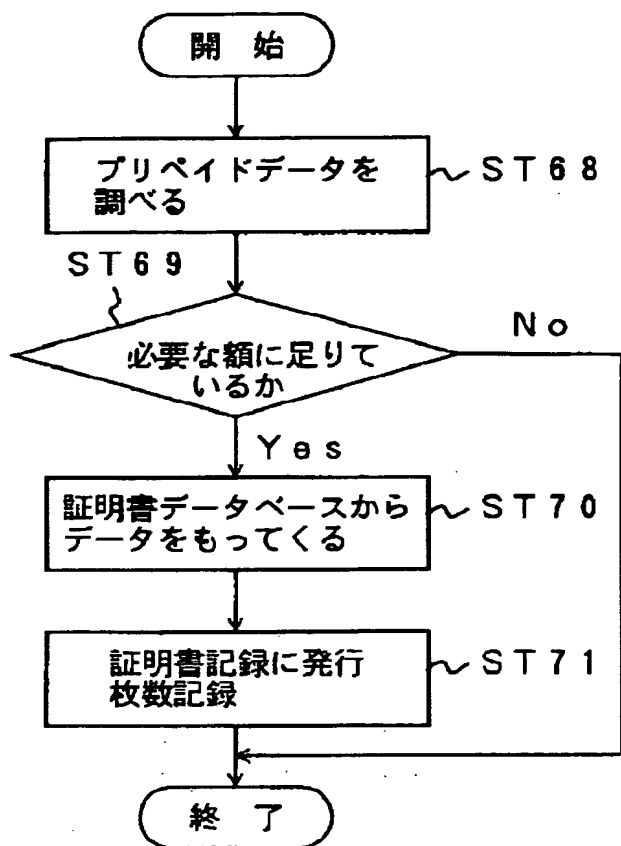 開 始
プリペイドデータを
調べる
ST68
ST69
必要な額に足りて
いるか
No
Yes
証明書データベースから
データをもってくる
ST70
証明書記録に発行
枚数記録
ST71
終 了